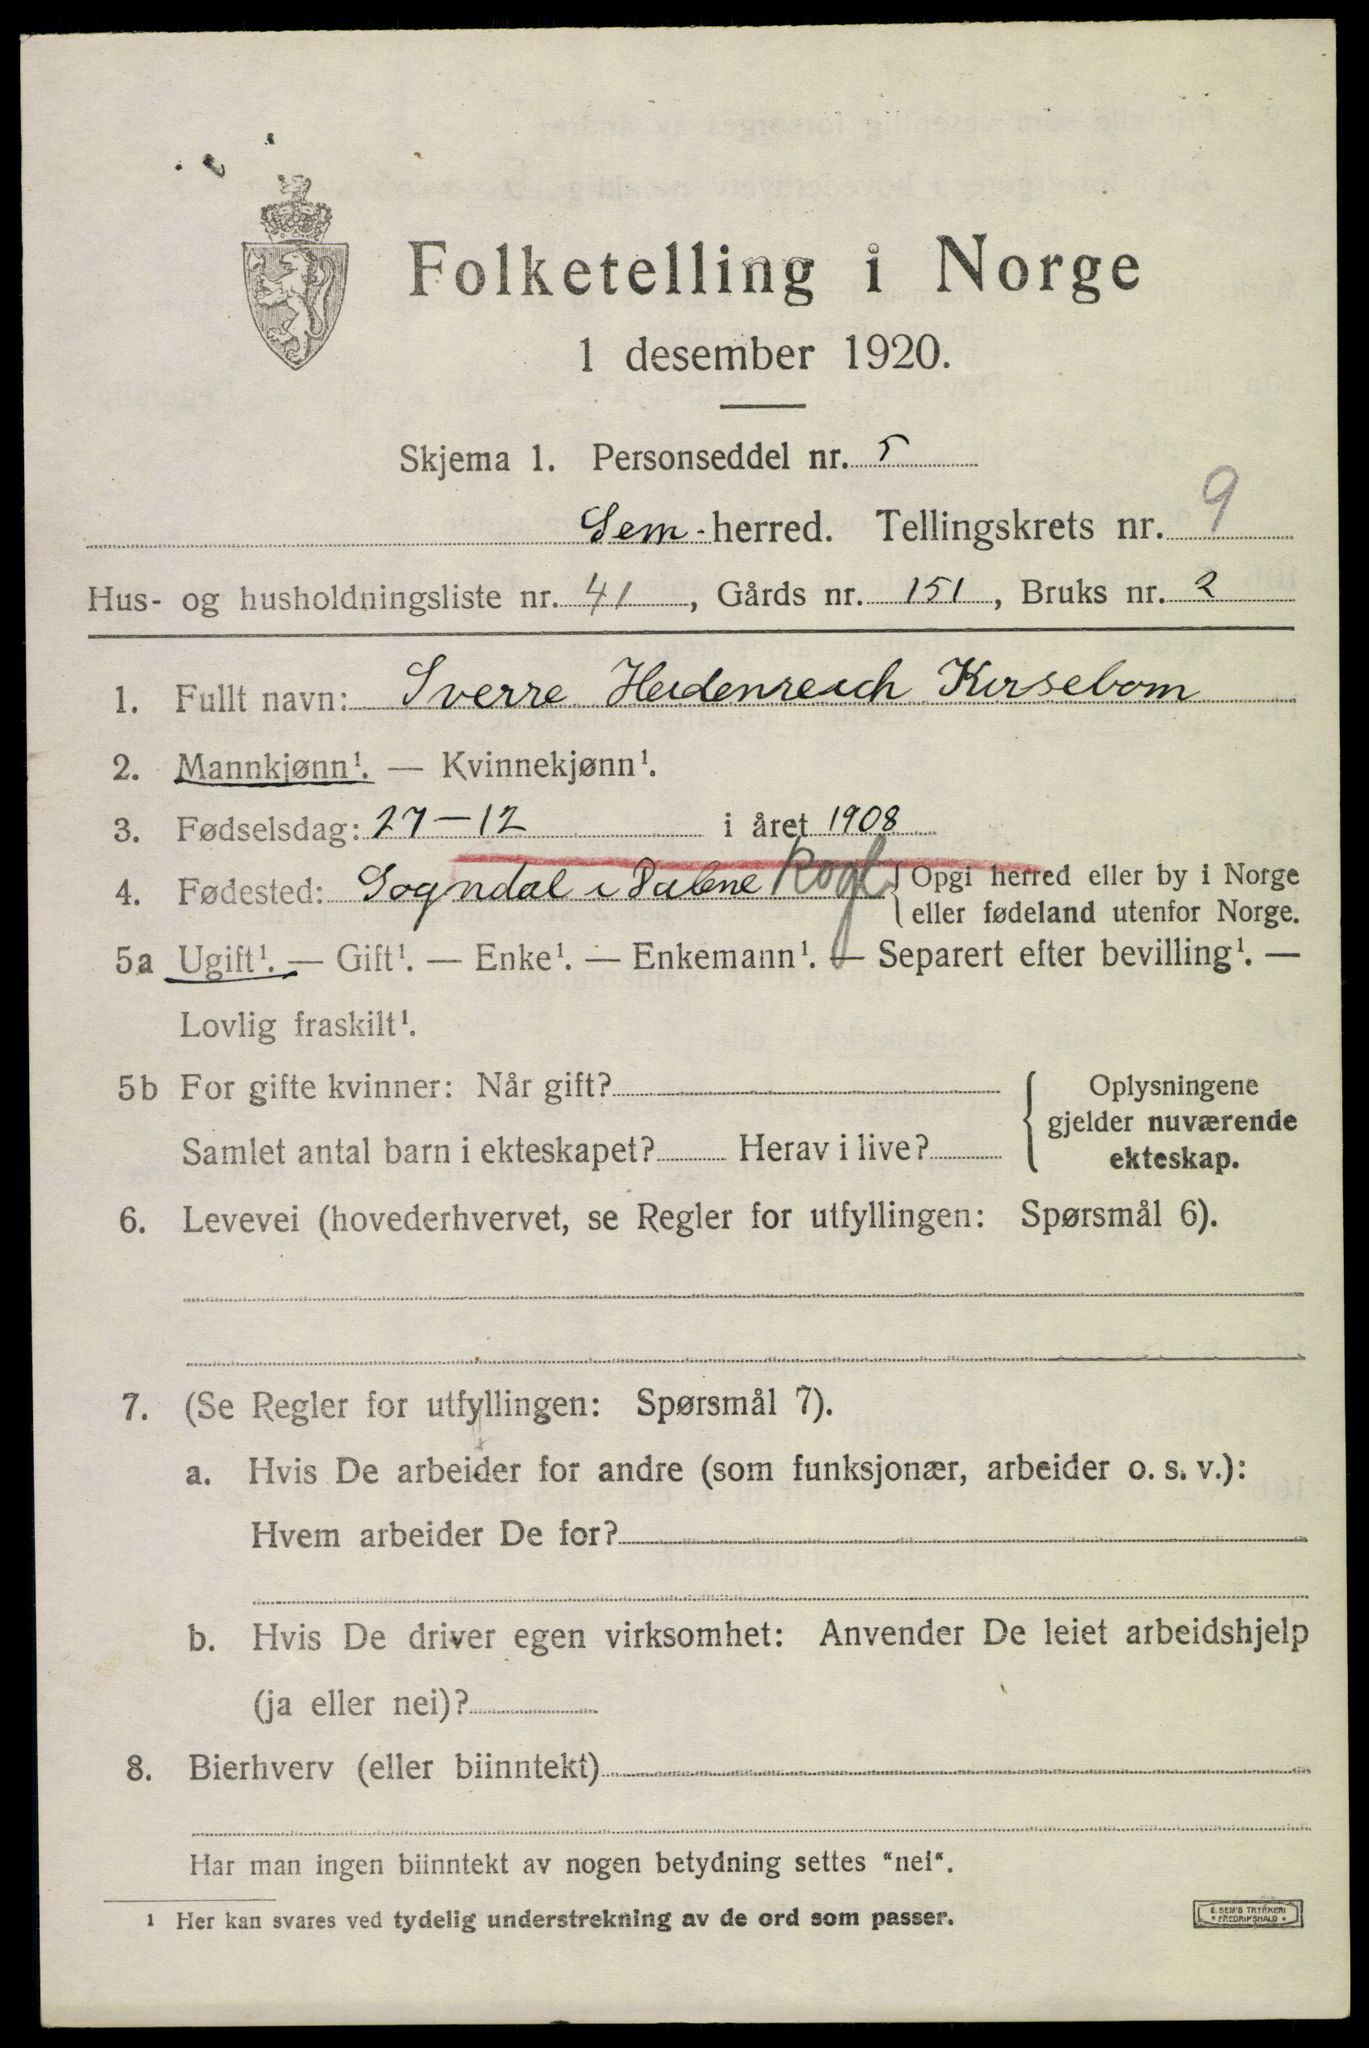 Folketelling i Norge
1 desember 1920.
Skjema 1. Personseddel nr. 5
Sem-herred. Tellingskrets nr. 9
Hus- og husholdningsliste nr. 41, Gårds nr. 151, Bruks nr. 2
1. Fullt navn: Sverre Heidenreich Kirsebom
2. Mannkjønn¹. — Kvinnekjønn¹.
3. Fødselsdag: 27-12 i året 1908
4. Fødested: Sogndal i Dalene Rogl. { Opgi herred eller by i Norge
eller fødeland utenfor Norge.
5a Ugift¹. — Gift¹. — Enke¹. — Enkemann¹. — Separert efter bevilling¹. —
Lovlig fraskilt¹.
5b For gifte kvinner: Når gift?
Samlet antal barn i ekteskapet? Herav i live?
{ Oplysningene
gjelder nuværende
ekteskap.
6. Levevei (hovederhvervet, se Regler for utfyllingen: Spørsmål 6).
7. (Se Regler for utfyllingen: Spørsmål 7).
a. Hvis De arbeider for andre (som funksjonær, arbeider o. s. v.):
Hvem arbeider De for?
b. Hvis De driver egen virksomhet: Anvender De leiet arbeidshjelp
(ja eller nei)?
8. Bierhverv (eller biinntekt)
Har man ingen biinntekt av nogen betydning settes "nei".
¹ Her kan svares ved tydelig understrekning av de ord som passer.
E. SEM'S TRYKKERI
* FREDRIKSHALD *